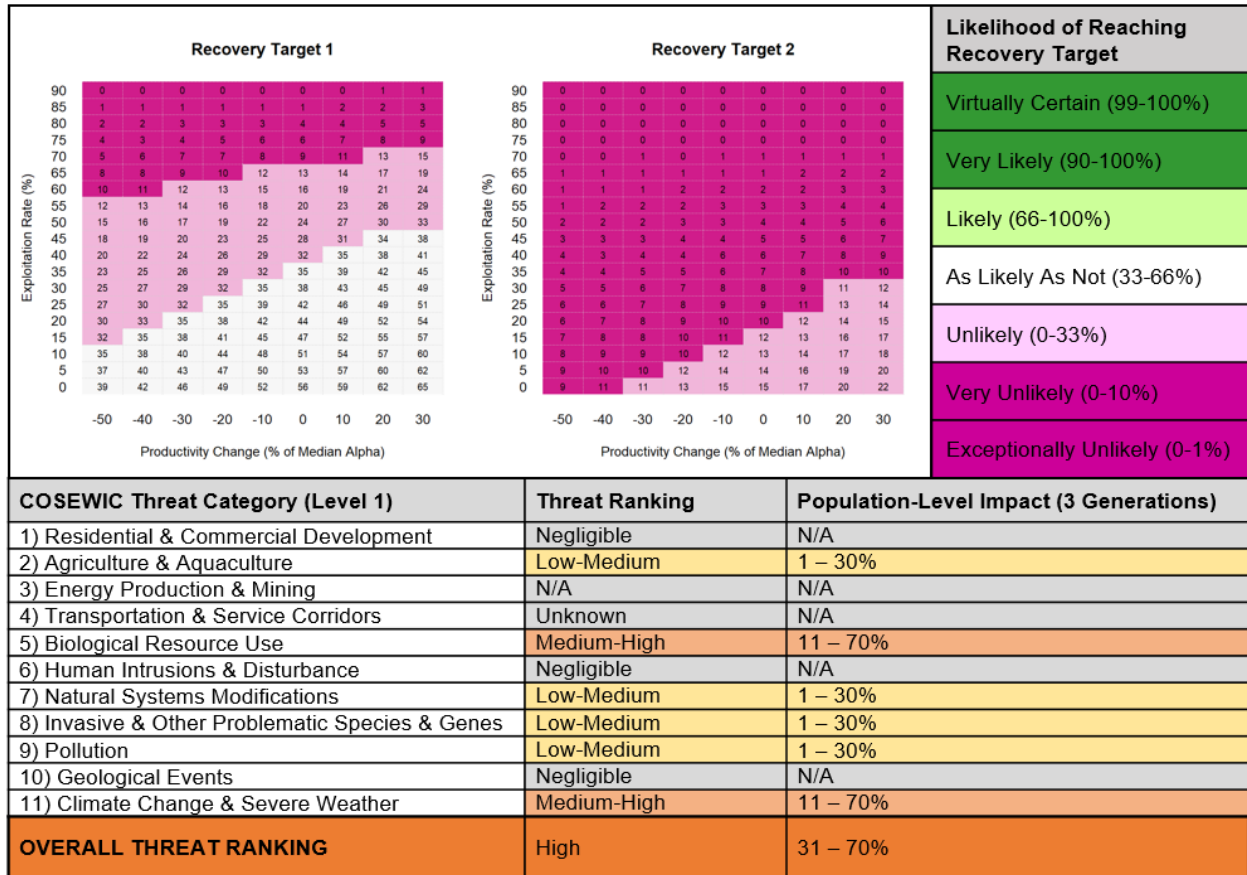 Recovery Target 1
90 0 0 0 0 0 0 0 1 1
85 1 1 1 1 1 1 2 2 3
80 2 2 3 3 3 4 4 5 5
75 4 3 4 5 6 6 7 8 9
70 5 6 7 7 8 9 11 13 15
65 8 8 9 10 12 13 14 17 19
60 10 11 12 13 15 16 19 21 24
55 12 13 14 16 18 20 23 26 29
50 15 16 17 19 22 24 27 30 33
45 18 19 20 23 25 28 31 34 38
40 20 22 24 26 29 32 35 38 41
35 23 25 26 29 32 35 39 42 45
30 25 27 29 32 35 38 43 45 49
25 27 30 32 35 39 42 46 49 51
20 30 33 35 38 42 44 49 52 54
15 32 35 38 41 45 47 52 55 57
10 35 38 40 44 48 51 54 57 60
5 37 40 43 47 50 53 57 60 62
0 39 42 46 49 52 56 59 62 65
-50 -40 -30 -20 -10 0 10 20 30
Exploitation Rate (%)
Productivity Change (% of Median Alpha)
Recovery Target 2
90 0 0 0 0 0 0 0 0 0
85 0 0 0 0 0 0 0 0 0
80 0 0 0 0 0 0 0 0 0
75 0 0 0 0 0 0 0 0 0
70 0 0 1 0 1 1 1 1 1
65 1 1 1 1 1 1 2 2 2
60 1 1 1 2 2 2 2 3 3
55 1 2 2 2 3 3 3 4 4
50 2 2 2 3 3 4 4 5 6
45 3 3 3 4 4 5 5 6 7
40 4 3 4 4 6 6 7 8 9
35 4 4 5 5 6 7 8 10 10
30 5 5 6 7 8 8 9 11 12
25 6 6 7 8 9 9 11 13 14
20 6 7 8 9 10 10 12 14 15
15 7 8 8 10 11 12 13 16 17
10 8 9 9 10 12 13 14 17 18
5 9 10 10 12 14 14 16 19 20
0 9 11 11 13 15 15 17 20 22
-50 -40 -30 -20 -10 0 10 20 30
Exploitation Rate (%)
Productivity Change (% of Median Alpha)
Likelihood of Reaching
Recovery Target
Virtually Certain (99-100%)
Very Likely (90-100%)
Likely (66-100%)
As Likely As Not (33-66%)
Unlikely (0-33%)
Very Unlikely (0-10%)
Exceptionally Unlikely (0-1%)
COSEWIC Threat Category (Level 1) Threat Ranking Population-Level Impact (3 Generations)
1) Residential & Commercial Development Negligible N/A
2) Agriculture & Aquaculture Low-Medium 1 – 30%
3) Energy Production & Mining N/A N/A
4) Transportation & Service Corridors Unknown N/A
5) Biological Resource Use Medium-High 11 – 70%
6) Human Intrusions & Disturbance Negligible N/A
7) Natural Systems Modifications Low-Medium 1 – 30%
8) Invasive & Other Problematic Species & Genes Low-Medium 1 – 30%
9) Pollution Low-Medium 1 – 30%
10) Geological Events Negligible N/A
11) Climate Change & Severe Weather Medium-High 11 – 70%
OVERALL THREAT RANKING High 31 – 70%